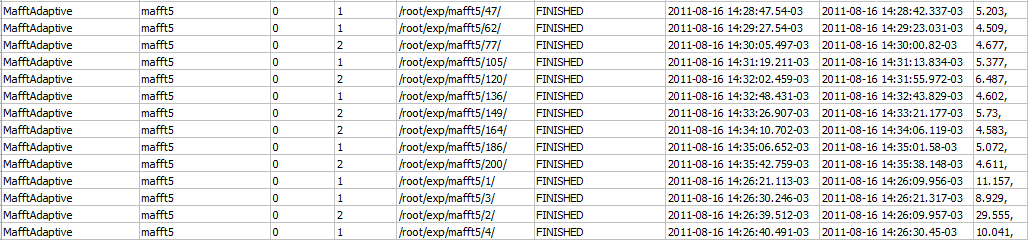 MafftAdaptive mafft5 0 1 /root/exp/mafft5/47/ FINISHED 2011-08-16 14:28:47.54-03 2011-08-16 14:28:42.337-03 5.203,
MafftAdaptive mafft5 0 1 /root/exp/mafft5/62/ FINISHED 2011-08-16 14:29:27.54-03 2011-08-16 14:29:23.031-03 4.509,
MafftAdaptive mafft5 0 2 /root/exp/mafft5/77/ FINISHED 2011-08-16 14:30:05.497-03 2011-08-16 14:30:00.82-03 4.677,
MafftAdaptive mafft5 0 1 /root/exp/mafft5/105/ FINISHED 2011-08-16 14:31:19.211-03 2011-08-16 14:31:13.834-03 5.377,
MafftAdaptive mafft5 0 2 /root/exp/mafft5/120/ FINISHED 2011-08-16 14:32:02.459-03 2011-08-16 14:31:55.972-03 6.487,
MafftAdaptive mafft5 0 1 /root/exp/mafft5/136/ FINISHED 2011-08-16 14:32:48.431-03 2011-08-16 14:32:43.829-03 4.602,
MafftAdaptive mafft5 0 2 /root/exp/mafft5/149/ FINISHED 2011-08-16 14:33:26.907-03 2011-08-16 14:33:21.177-03 5.73,
MafftAdaptive mafft5 0 2 /root/exp/mafft5/164/ FINISHED 2011-08-16 14:34:10.702-03 2011-08-16 14:34:06.119-03 4.583,
MafftAdaptive mafft5 0 1 /root/exp/mafft5/186/ FINISHED 2011-08-16 14:35:06.652-03 2011-08-16 14:35:01.58-03 5.072,
MafftAdaptive mafft5 0 2 /root/exp/mafft5/200/ FINISHED 2011-08-16 14:35:42.759-03 2011-08-16 14:35:38.148-03 4.611,
MafftAdaptive mafft5 0 1 /root/exp/mafft5/1/ FINISHED 2011-08-16 14:26:21.113-03 2011-08-16 14:26:09.956-03 11.157,
MafftAdaptive mafft5 0 1 /root/exp/mafft5/3/ FINISHED 2011-08-16 14:26:30.246-03 2011-08-16 14:26:21.317-03 8.929,
MafftAdaptive mafft5 0 2 /root/exp/mafft5/2/ FINISHED 2011-08-16 14:26:39.512-03 2011-08-16 14:26:09.957-03 29.555,
MafftAdaptive mafft5 0 1 /root/exp/mafft5/4/ FINISHED 2011-08-16 14:26:40.491-03 2011-08-16 14:26:30.45-03 10.041,